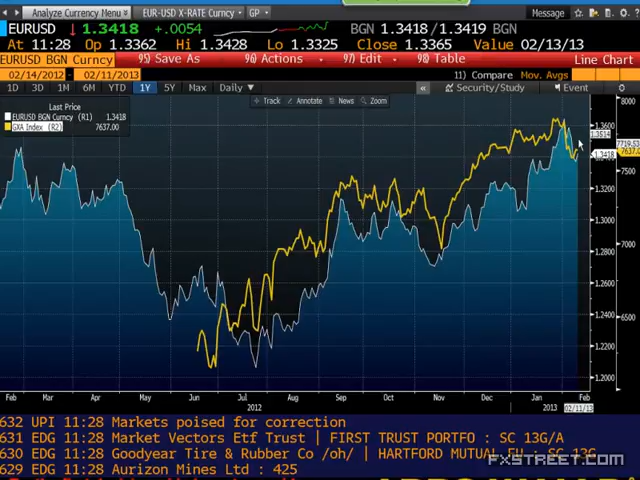 Analyze Currency Menu EUR-USD X-RATE Curncy GP Message
EURUSD ↓ 1.3418 +.0054 BGN 1.3418 / 1.3419 BGN
At 11:28 Op 1.3362 Hi 1.3428 Lo 1.3325 Close 1.3365 Value 02/13/13
EURUSD BGN Curncy 95) Save As 96) Actions 97) Edit 98) Table Line Chart
02/14/2012 - 02/11/2013 11) Compare Mov. Avgs
1D 3D 1M 6M YTD 1Y 5Y Max Daily « Security/Study Event
8000
Track Annotate News Zoom
Last Price
EURUSD BGN Curncy (R1) 1.3418
GXA Index (R2) 7637.00
1.3600
1.3514
7719.53
7637.00
1.3418
7500
1.3200
1.3000
7000
1.2800
1.2600
6500
1.2400
1.2200
1.2000
Feb Mar Apr May Jun Jul Aug Sep Oct Nov Dec Jan Feb
2012 2013 02/11/13
632 UPI 11:28 Markets poised for correction
631 EDG 11:28 Market Vectors Etf Trust | FIRST TRUST PORTFO : SC 13G/A
630 EDG 11:28 Goodyear Tire & Rubber Co /oh/ | HARTFORD MUTUAL FU : SC 13G
629 EDG 11:28 Aurizon Mines Ltd : 425
FXSTREET.COM